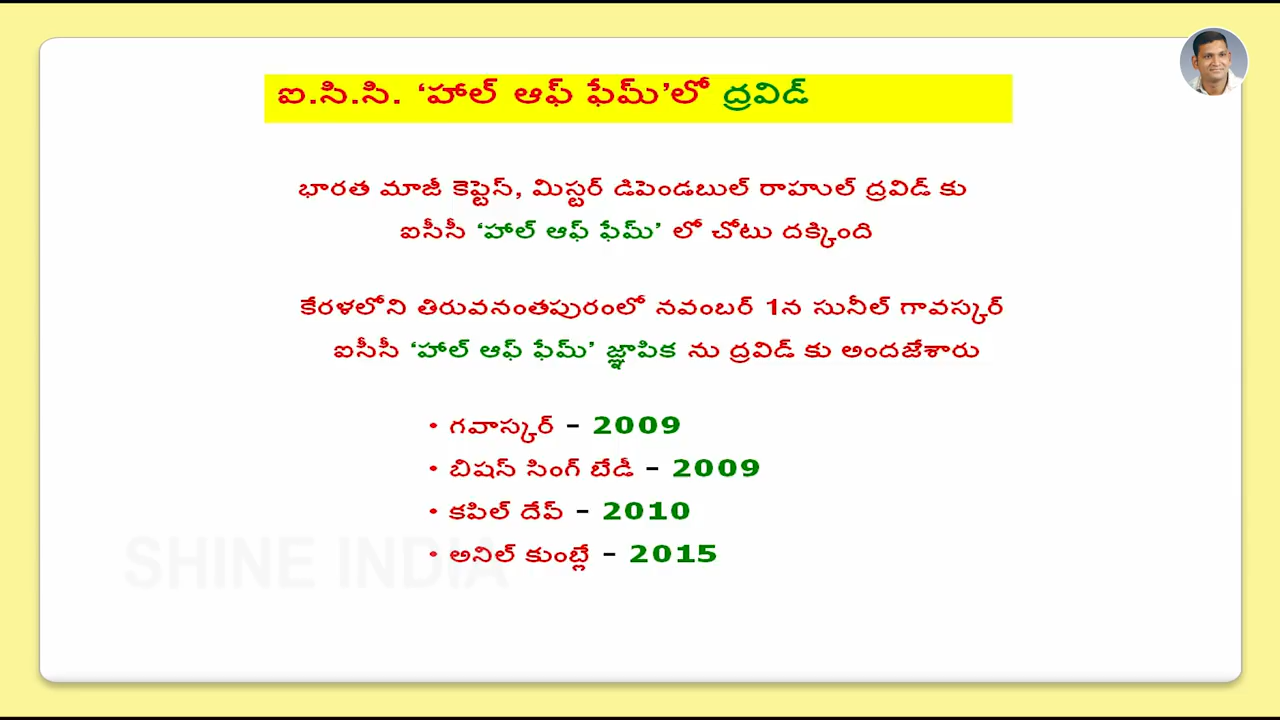 ఐ.సి.సి. ‘హాల్ ఆఫ్ ఫేమ్’లో ద్రవిడ్
భారత మాజీ కెప్టెన్, మిస్టర్ డిపెండబుల్ రాహుల్ ద్రవిడ్ కు
ఐసీసీ ‘హాల్ ఆఫ్ ఫేమ్’ లో చోటు దక్కింది
కేరళలోని తిరువనంతపురంలో నవంబర్ 1న సునీల్ గావస్కర్
ఐసీసీ ‘హాల్ ఆఫ్ ఫేమ్’ జ్ఞాపిక ను ద్రవిడ్ కు అందజేశారు
• గవాస్కర్ – 2009
• బిషన్ సింగ్ బేడీ – 2009
• కపిల్ దేవ్ – 2010
• అనిల్ కుంబ్లే – 2015
SHINE INDIA